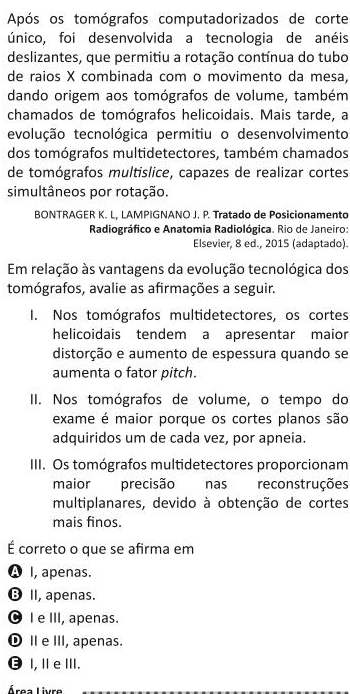 Após os tomógrafos computadorizados de corte
único, foi desenvolvida a tecnologia de anéis
deslizantes, que permitiu a rotação contínua do tubo
de raios X combinada com o movimento da mesa,
dando origem aos tomógrafos de volume, também
chamados de tomógrafos helicoidais. Mais tarde, a
evolução tecnológica permitiu o desenvolvimento
dos tomógrafos multidetectores, também chamados
de tomógrafos multislice, capazes de realizar cortes
simultâneos por rotação.
BONTRAGER K. L, LAMPIGNANO J. P. Tratado de Posicionamento
Radiográfico e Anatomia Radiológica. Rio de Janeiro:
Elsevier, 8 ed., 2015 (adaptado).
Em relação às vantagens da evolução tecnológica dos
tomógrafos, avalie as afirmações a seguir.
I. Nos tomógrafos multidetectores, os cortes
helicoidais tendem a apresentar maior
distorção e aumento de espessura quando se
aumenta o fator pitch.
II. Nos tomógrafos de volume, o tempo do
exame é maior porque os cortes planos são
adquiridos um de cada vez, por apneia.
III. Os tomógrafos multidetectores proporcionam
maior precisão nas reconstruções
multiplanares, devido à obtenção de cortes
mais finos.
É correto o que se afirma em
A I, apenas.
B II, apenas.
C I e III, apenas.
D II e III, apenas.
E I, II e III.
Área Livre